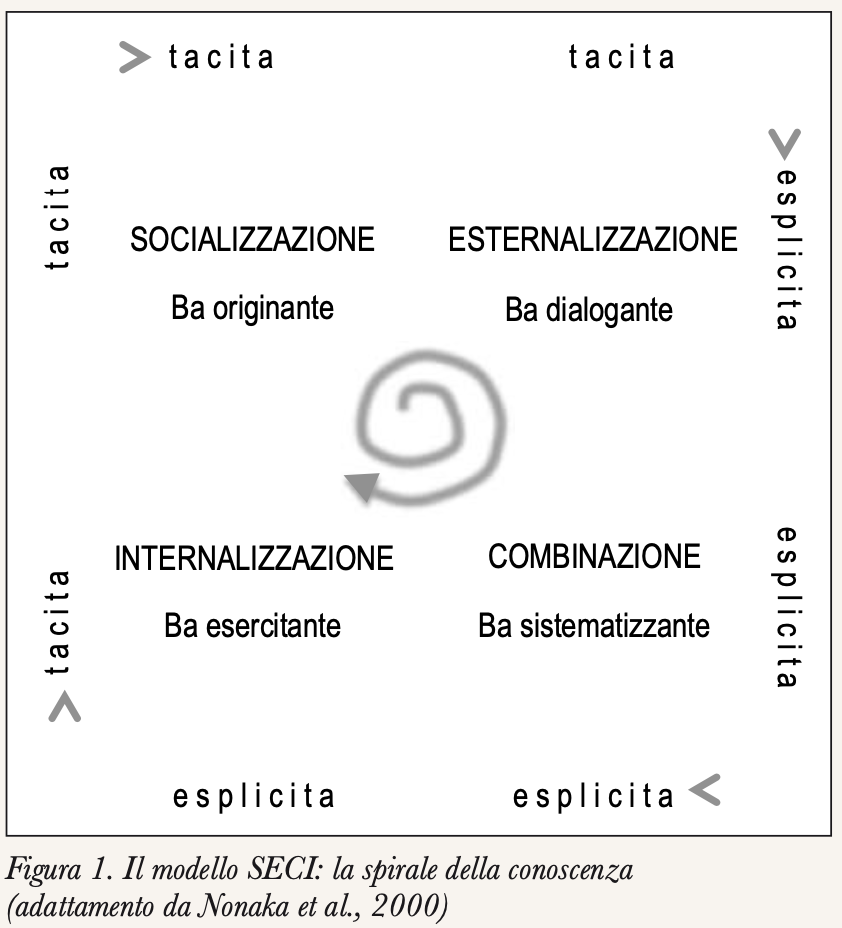 tacita
tacita
tacita
esplicita
SOCIALIZZAZIONE
ESTERNALIZZAZIONE
Ba originante
Ba dialogante
INTERNALIZZAZIONE
COMBINAZIONE
Ba esercitante
Ba sistematizzante
tacita
esplicita
esplicita
esplicita
Figura 1. Il modello SECI: la spirale della conoscenza
(adattamento da Nonaka et al., 2000)